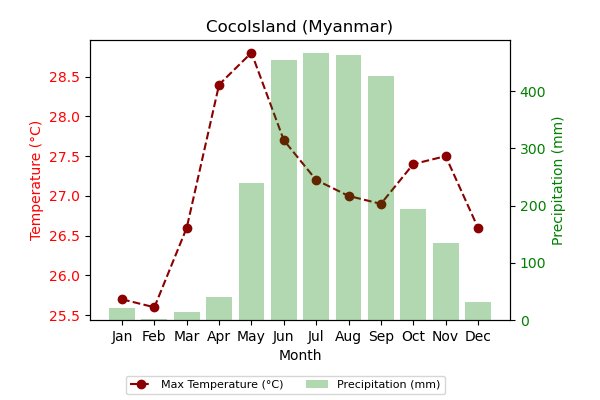 CocoIsland (Myanmar)
Temperature (°C)
28.5
28.0
27.5
27.0
26.5
26.0
25.5
400
300
200
100
0
Precipitation (mm)
Jan Feb Mar Apr May Jun Jul Aug Sep Oct Nov Dec
Month
Max Temperature (°C) Precipitation (mm)